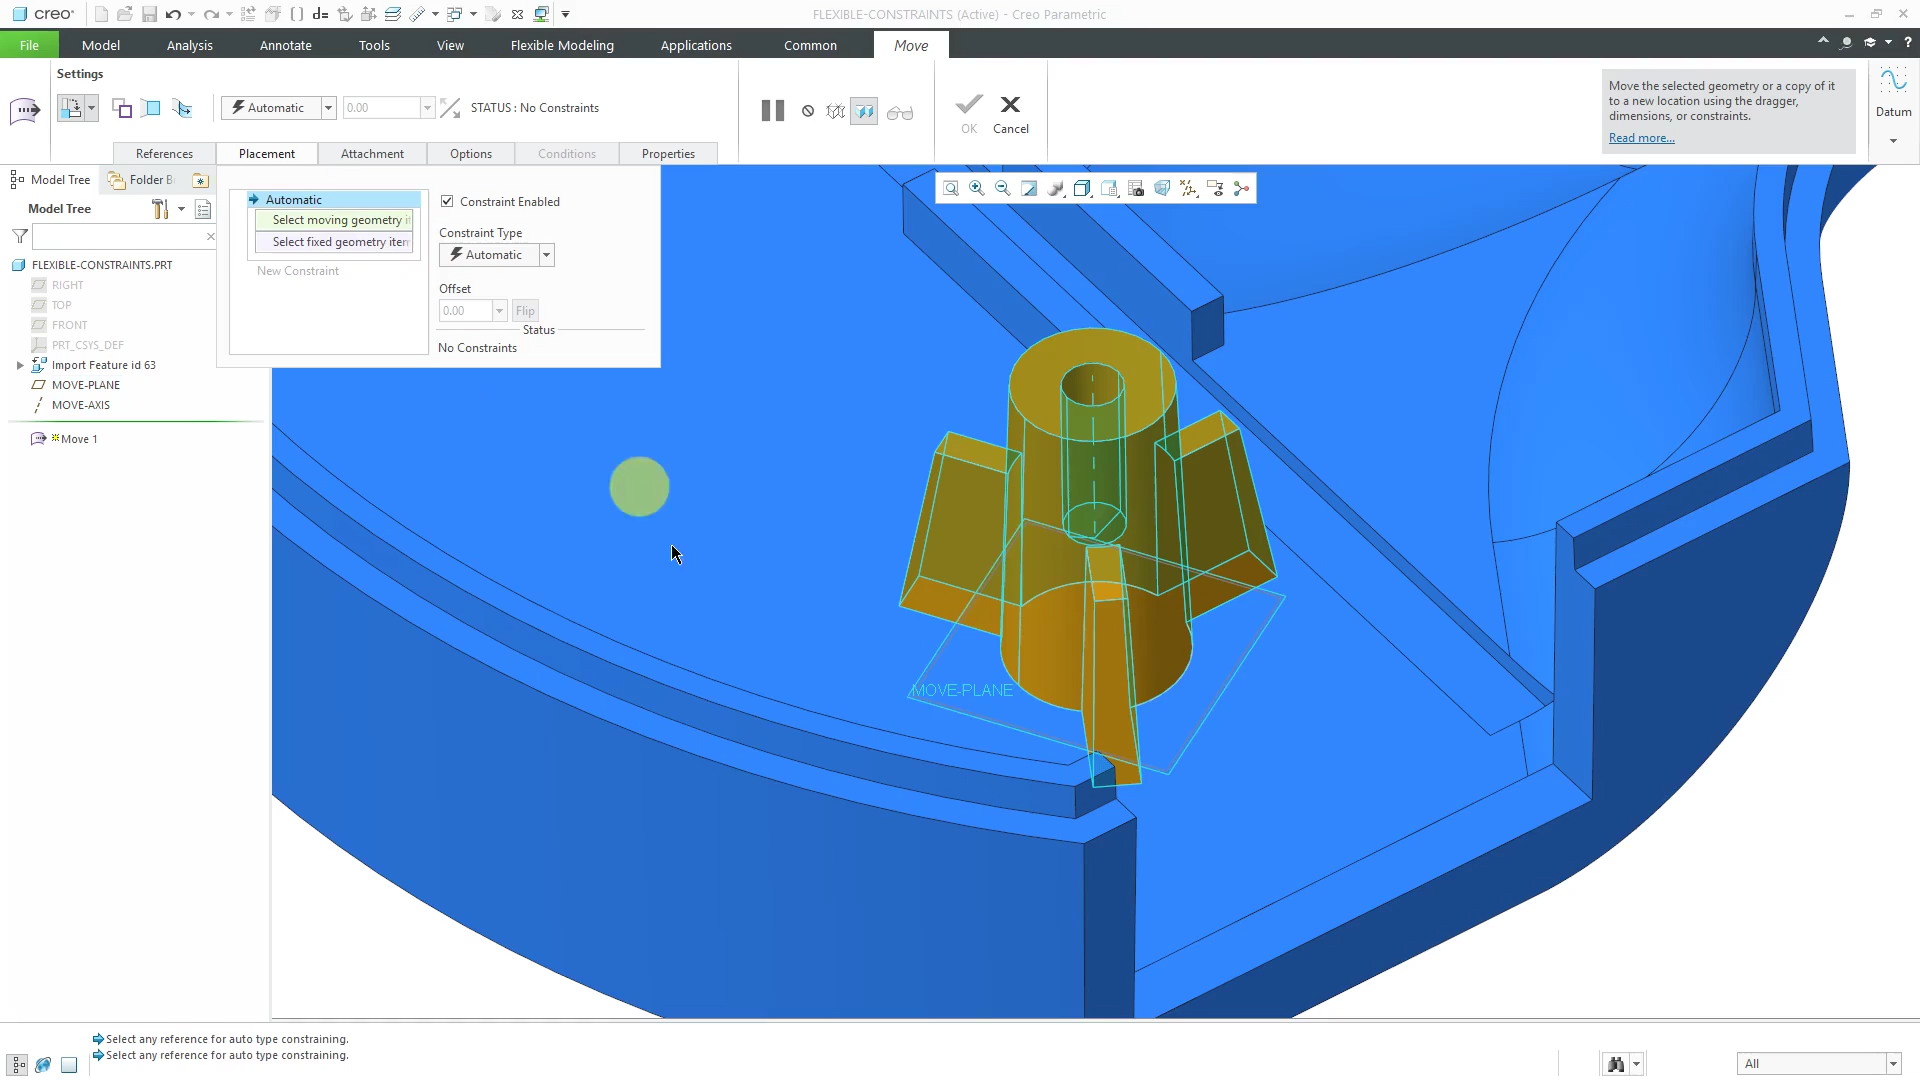 creo
FLEXIBLE-CONSTRAINTS (Active) - Creo Parametric
File
Model
Analysis
Annotate
Tools
View
Flexible Modeling
Applications
Common
Move
Settings
Automatic
0.00
STATUS : No Constraints
OK
Cancel
Move the selected geometry or a copy of it
to a new location using the dragger,
dimensions, or constraints.
Read more...
Datum
References
Placement
Attachment
Options
Conditions
Properties
Model Tree
Folder B
Model Tree
FLEXIBLE-CONSTRAINTS.PRT
RIGHT
TOP
FRONT
PRT_CSYS_DEF
Import Feature id 63
MOVE-PLANE
MOVE-AXIS
Move 1
Automatic
Select moving geometry i
Select fixed geometry item
New Constraint
Constraint Enabled
Constraint Type
Automatic
Offset
0.00
Flip
Status
No Constraints
MOVE-PLANE
Select any reference for auto type constraining.
Select any reference for auto type constraining.
All